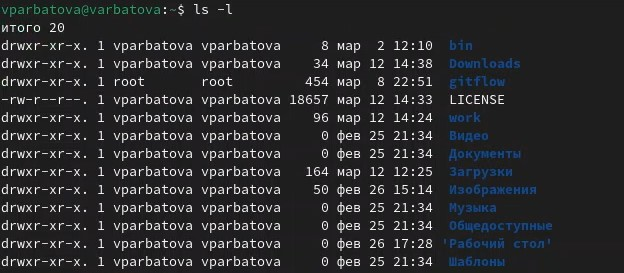 vparbatova@varbatova:~$ ls -l
итого 20
drwxr-xr-x. 1 vparbatova vparbatova     8 мар  2 12:10  bin
drwxr-xr-x. 1 vparbatova vparbatova    34 мар 12 14:38  Downloads
drwxr-xr-x. 1 root       root         454 мар  8 22:51  gitflow
-rw-r--r--. 1 vparbatova vparbatova 18657 мар 12 14:33  LICENSE
drwxr-xr-x. 1 vparbatova vparbatova    96 мар 12 14:24  work
drwxr-xr-x. 1 vparbatova vparbatova     0 фев 25 21:34  Видео
drwxr-xr-x. 1 vparbatova vparbatova     0 фев 25 21:34  Документы
drwxr-xr-x. 1 vparbatova vparbatova   164 мар 12 12:25  Загрузки
drwxr-xr-x. 1 vparbatova vparbatova    50 фев 26 15:14  Изображения
drwxr-xr-x. 1 vparbatova vparbatova     0 фев 25 21:34  Музыка
drwxr-xr-x. 1 vparbatova vparbatova     0 фев 25 21:34  Общедоступные
drwxr-xr-x. 1 vparbatova vparbatova     0 фев 26 17:28 'Рабочий стол'
drwxr-xr-x. 1 vparbatova vparbatova     0 фев 25 21:34  Шаблоны